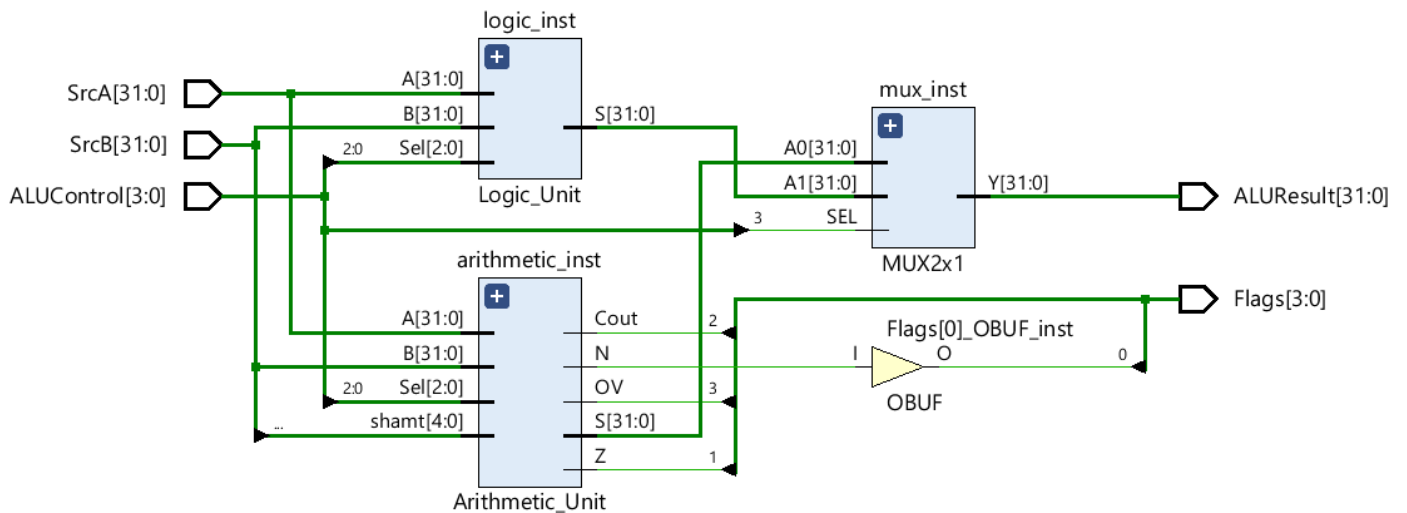 logic_inst
A[31:0]
B[31:0]
2:0
Sel[2:0]
S[31:0]
Logic_Unit
SrcA[31:0]
SrcB[31:0]
ALUControl[3:0]
mux_inst
A0[31:0]
A1[31:0]
3
SEL
Y[31:0]
MUX2x1
ALUResult[31:0]
arithmetic_inst
A[31:0]
B[31:0]
2:0
Sel[2:0]
...
shamt[4:0]
Cout
2
N
OV
3
S[31:0]
Z
1
Arithmetic_Unit
Flags[0]_OBUF_inst
I
O
0
OBUF
Flags[3:0]